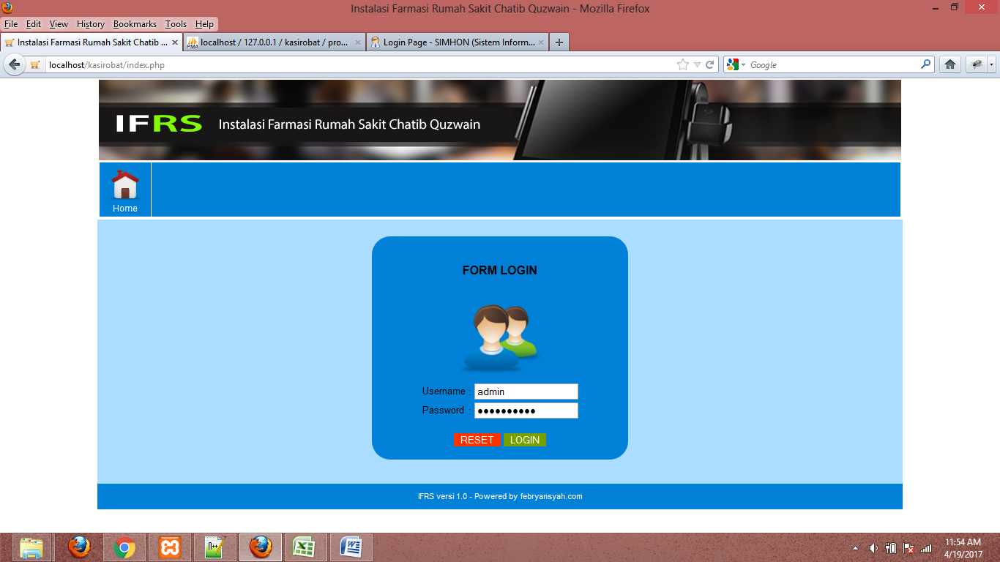 Instalasi Farmasi Rumah Sakit Chatib Quzwain - Mozilla Firefox
File Edit View History Bookmarks Tools Help
Instalasi Farmasi Rumah Sakit Chatib ...
PMA localhost / 127.0.0.1 / kasirobat / pro...
Login Page - SIMHON (Sistem Inform...
localhost/kasirobat/index.php
Google
IFRS Instalasi Farmasi Rumah Sakit Chatib Quzwain
Home
FORM LOGIN
Username : admin
Password : ●●●●●●●●●●
RESET LOGIN
IFRS versi 1.0 - Powered by febryansyah.com
11:54 AM
4/19/2017